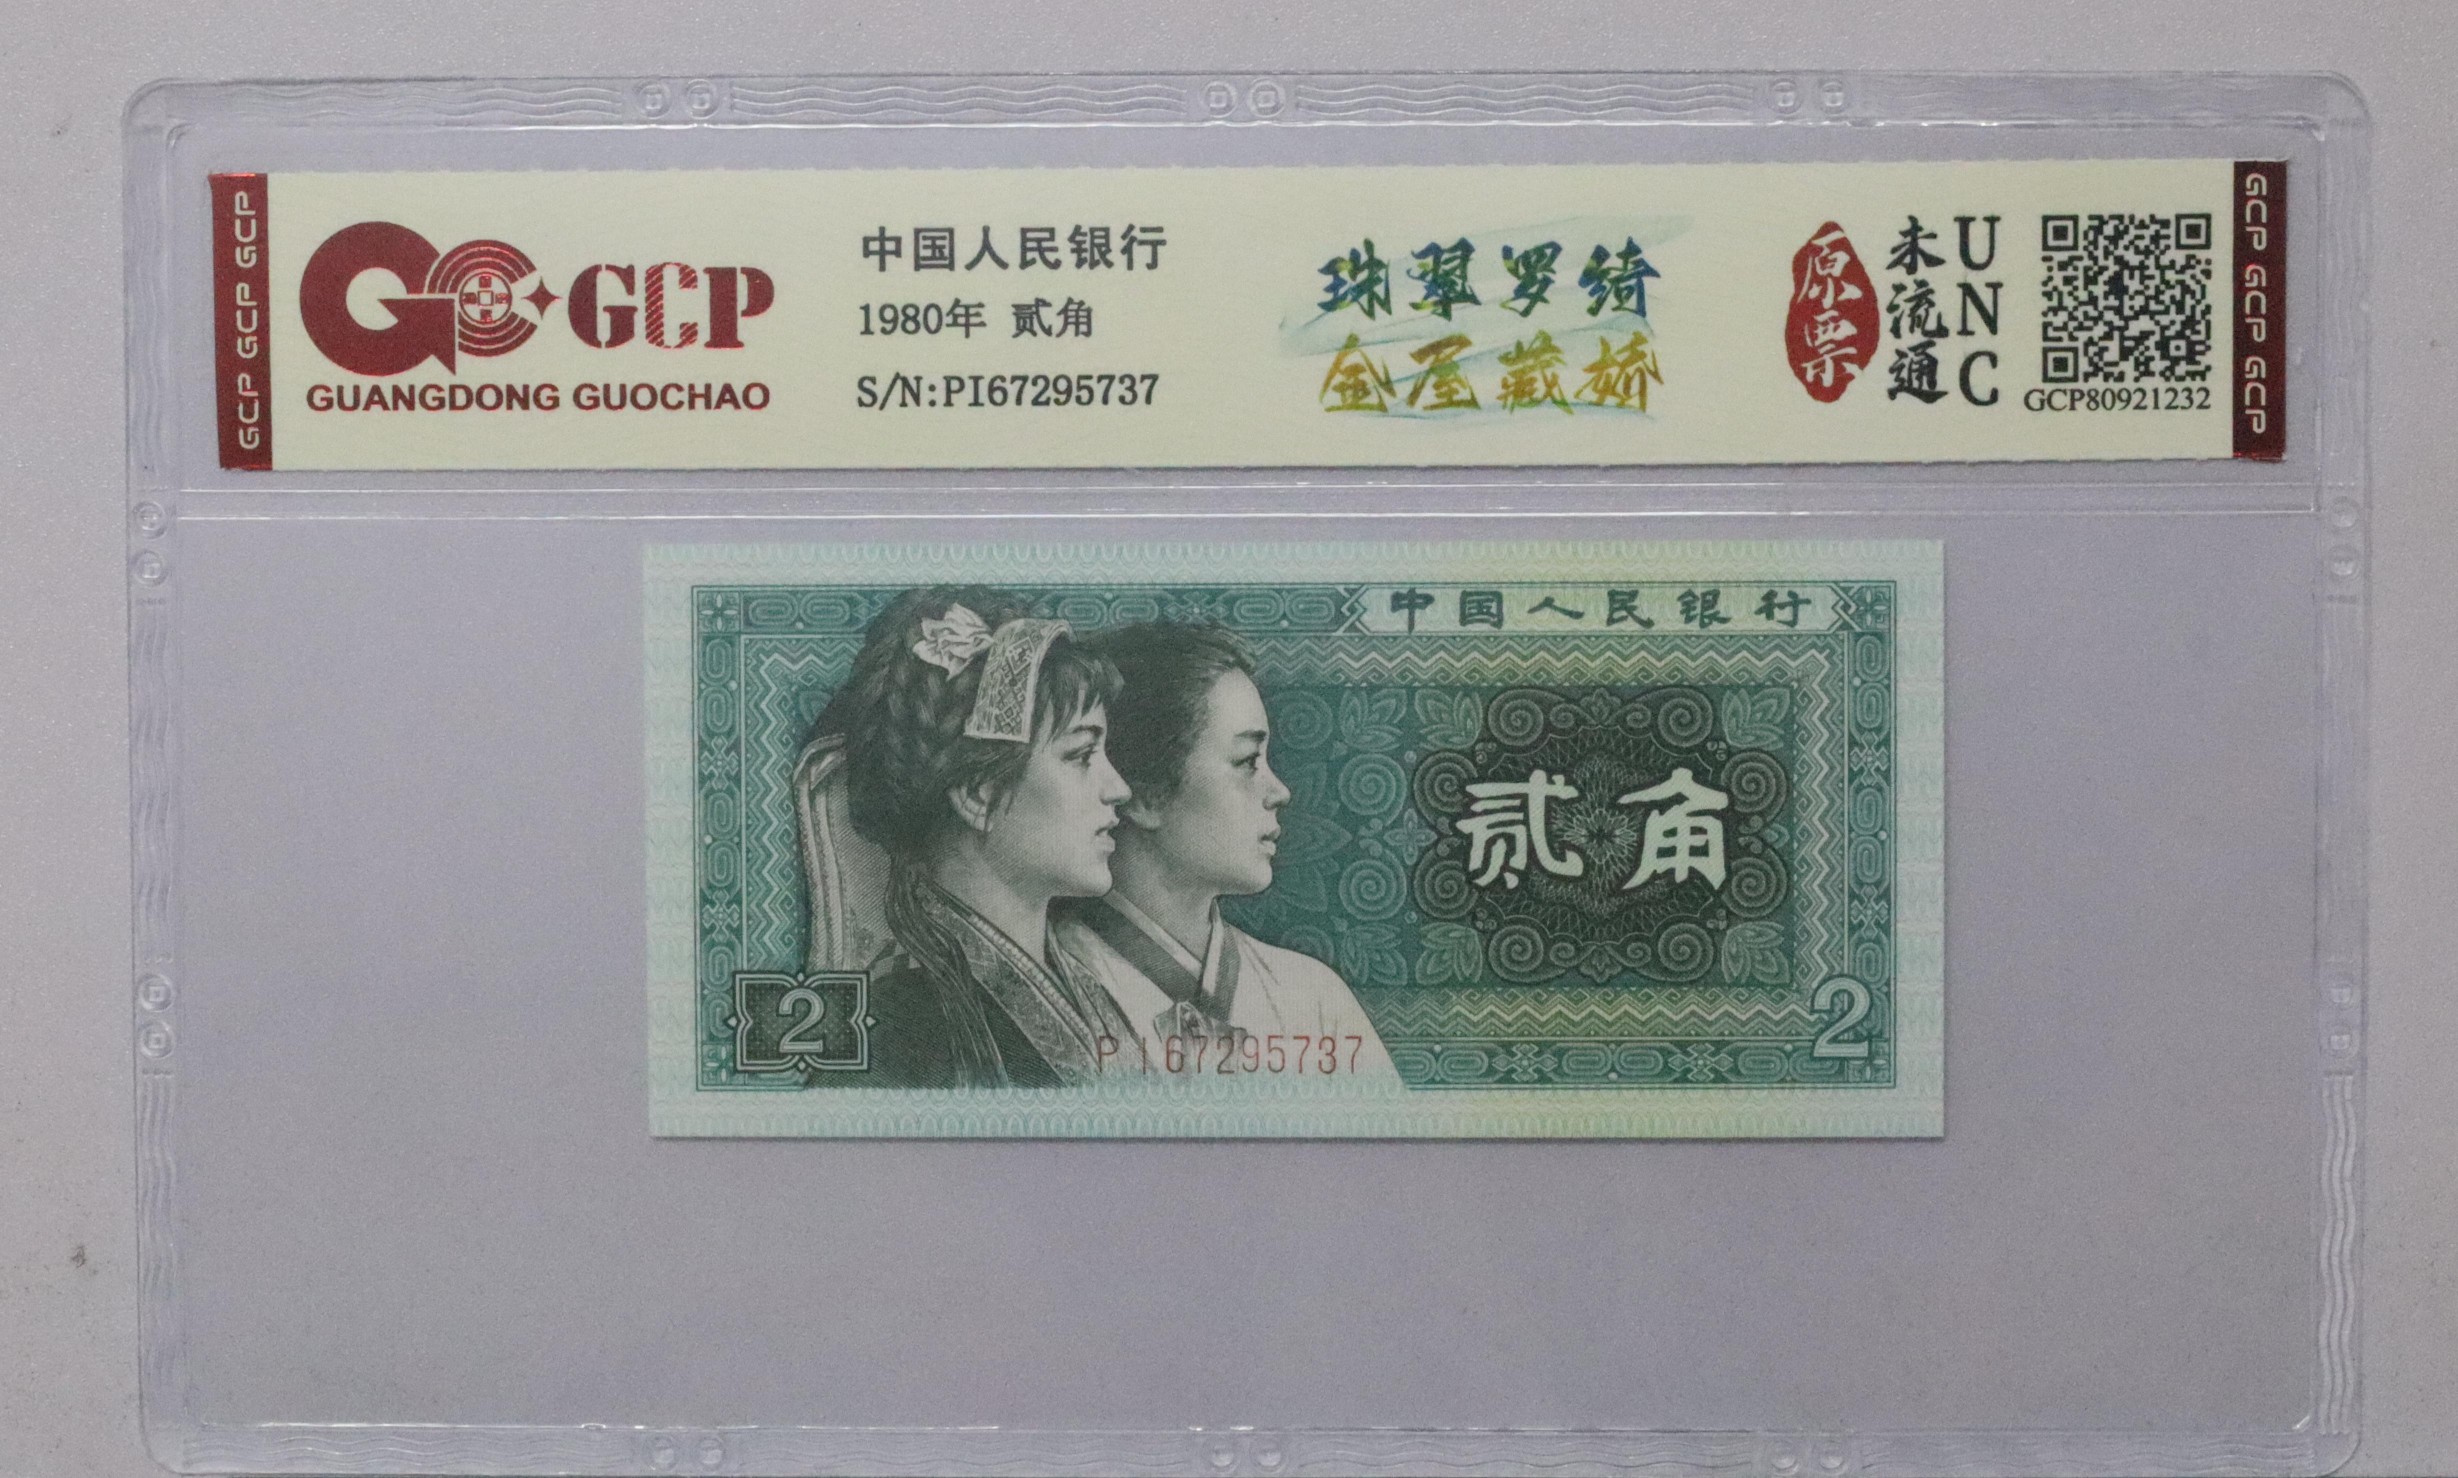 GCP GCP GCP
GCP
GUANGDONG GUOCHAO
中国人民银行
1980年 贰角
S/N:PI67295737
珠翠罗绮
金屋藏娇
原票
未流通
UNC
GCP80921232
GCP GCP GCP
中国人民银行
贰角
2
2
PI67295737